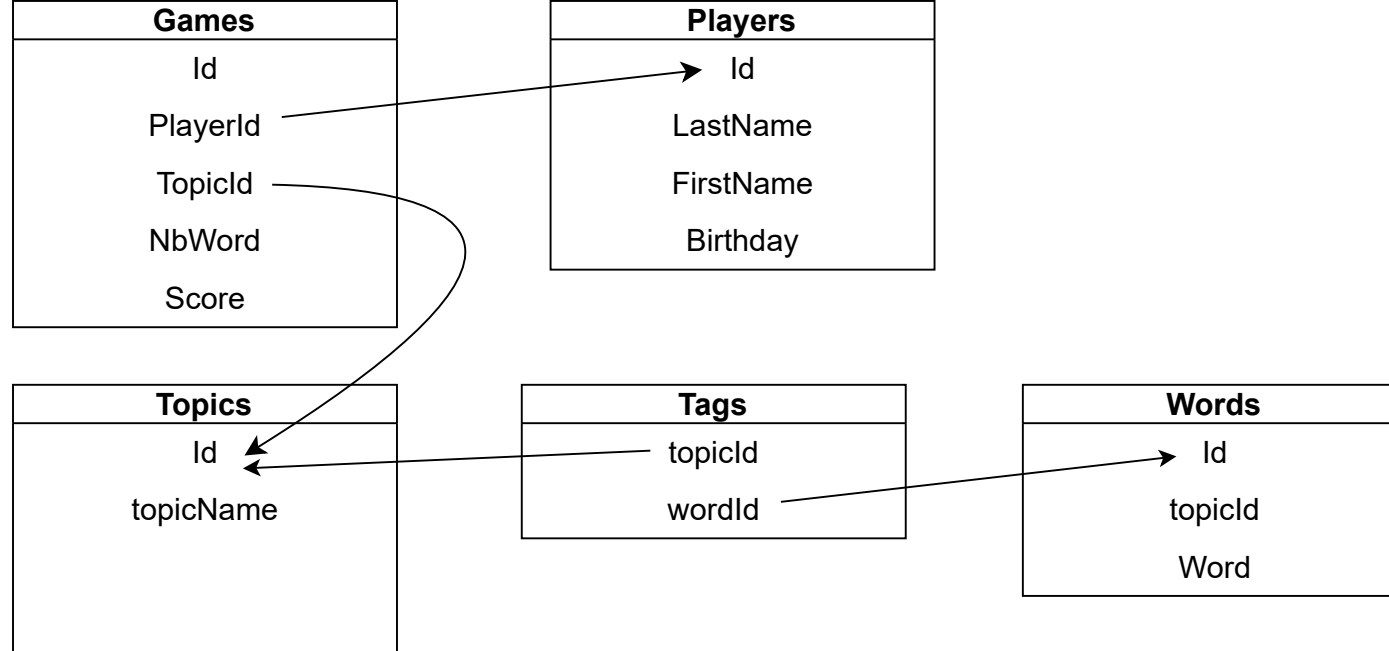 Games
Id
PlayerId
TopicId
NbWord
Score
Players
Id
LastName
FirstName
Birthday
Topics
Id
topicName
Tags
topicId
wordId
Words
Id
topicId
Word